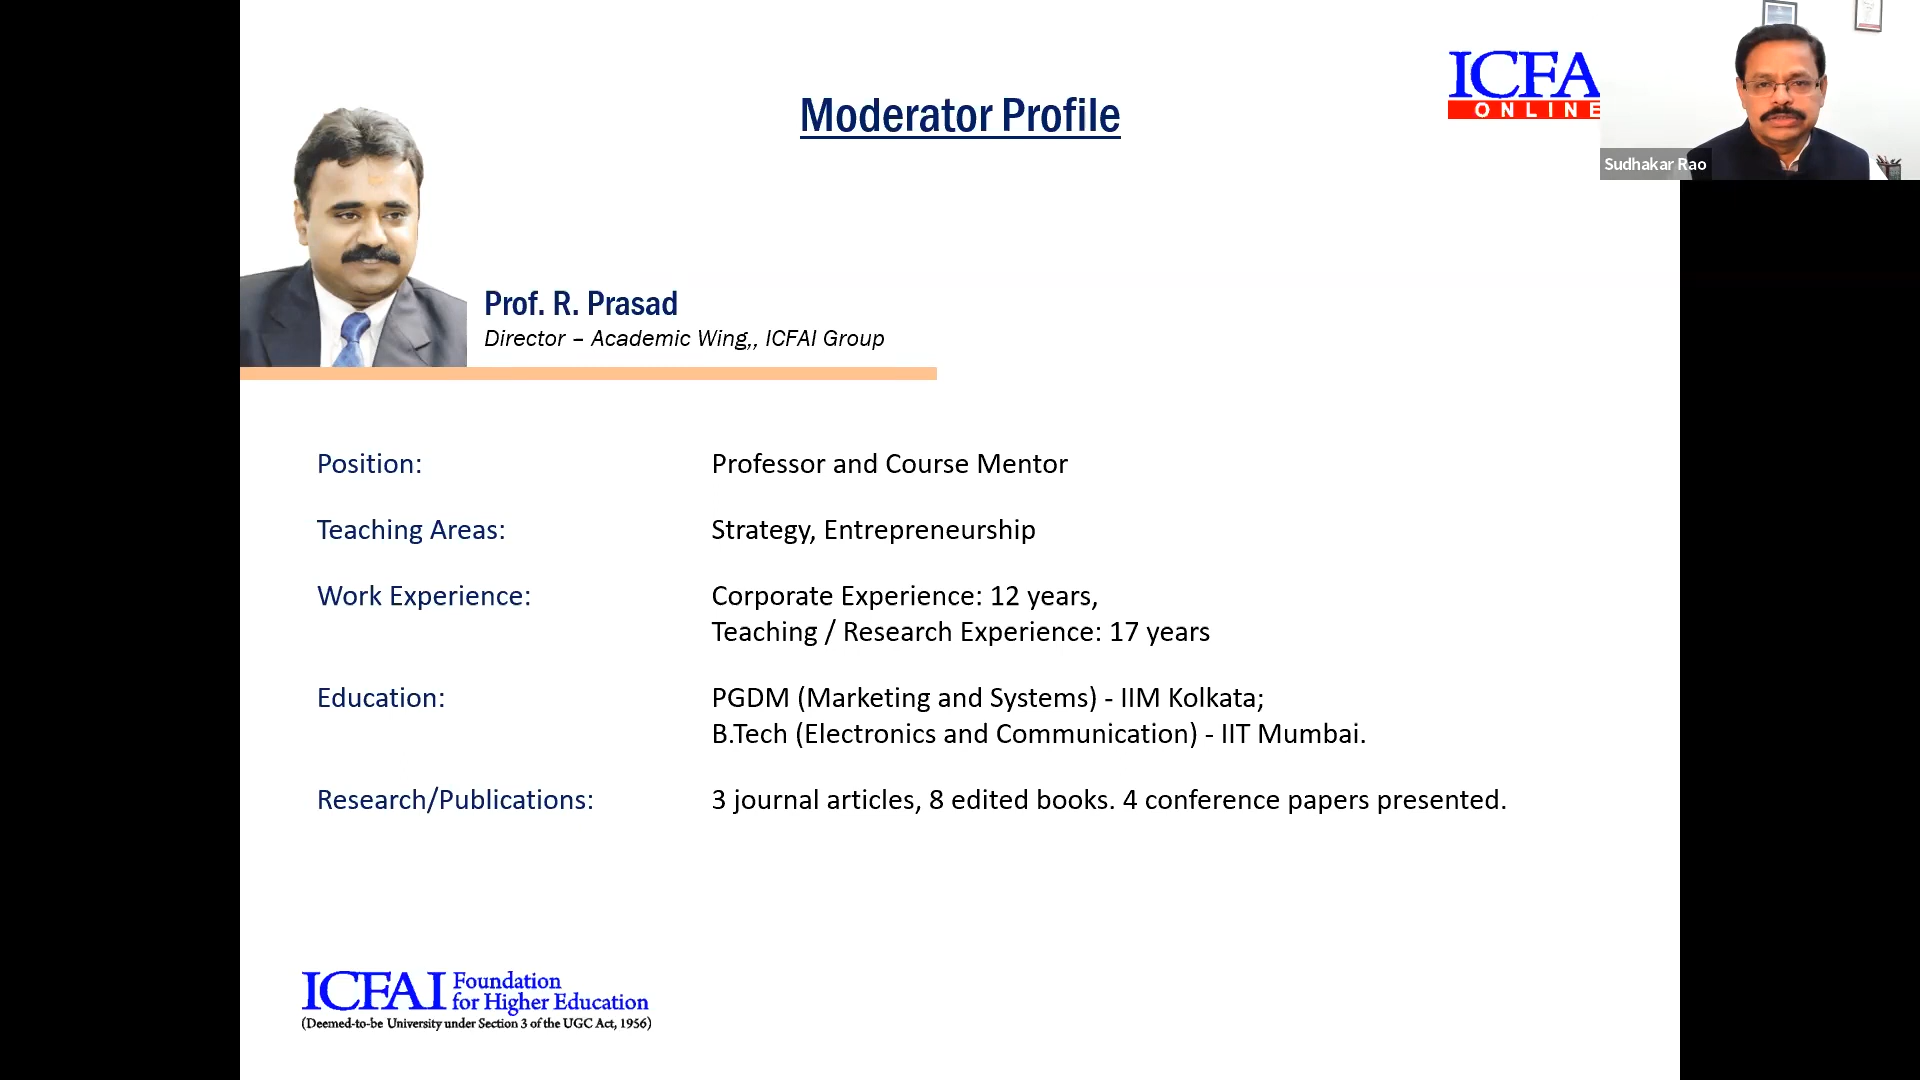 Moderator Profile
ICFA
ONLINE
Sudhakar Rao
Prof. R. Prasad
Director – Academic Wing,, ICFAI Group
Position: Professor and Course Mentor
Teaching Areas: Strategy, Entrepreneurship
Work Experience: Corporate Experience: 12 years,
Teaching / Research Experience: 17 years
Education: PGDM (Marketing and Systems) - IIM Kolkata;
B.Tech (Electronics and Communication) - IIT Mumbai.
Research/Publications: 3 journal articles, 8 edited books. 4 conference papers presented.
ICFAI Foundation
for Higher Education
(Deemed-to-be University under Section 3 of the UGC Act, 1956)